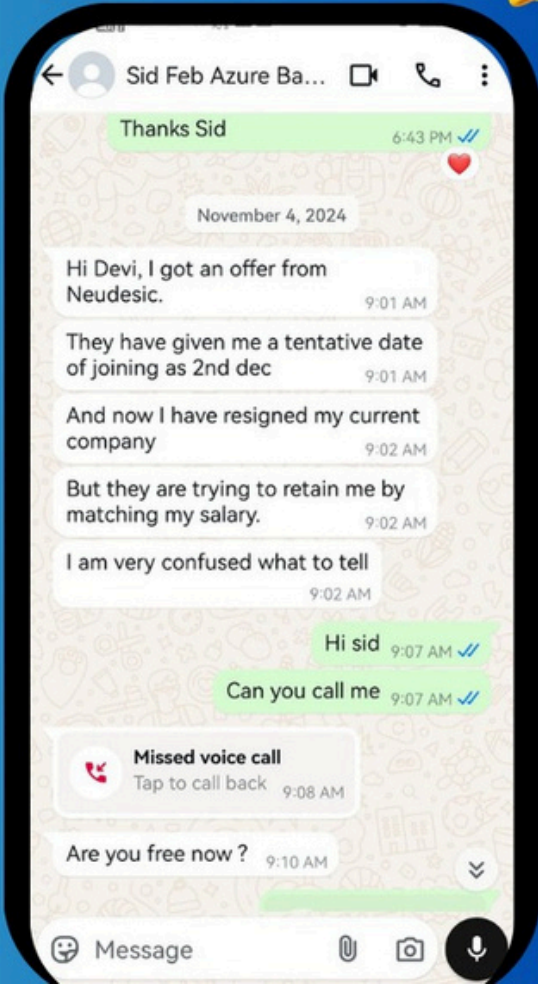 Sid Feb Azure Ba...
Thanks Sid
6:43 PM
November 4, 2024
Hi Devi, I got an offer from
Neudesic.
9:01 AM
They have given me a tentative date
of joining as 2nd dec
9:01 AM
And now I have resigned my current
company
9:02 AM
But they are trying to retain me by
matching my salary.
9:02 AM
I am very confused what to tell
9:02 AM
Hi sid 9:07 AM
Can you call me 9:07 AM
Missed voice call
Tap to call back 9:08 AM
Are you free now ? 9:10 AM
Message